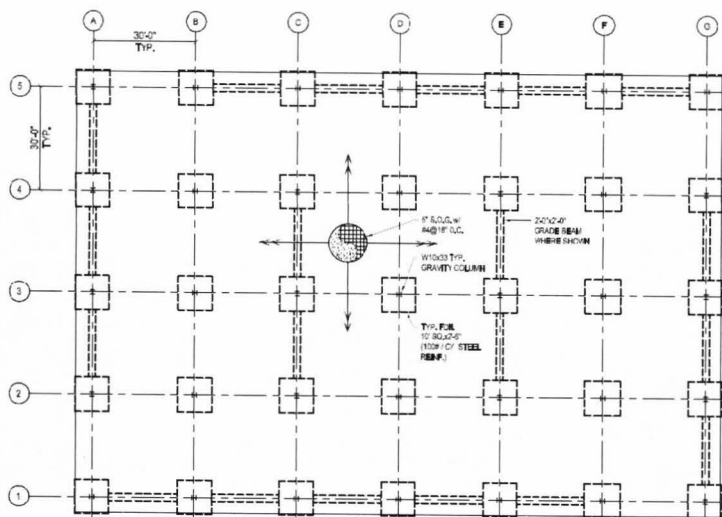 A B C D E F G
30'-0"
TYP.
5
30'-0"
TYP.
4
5" S.O.G. w/
#4@18" O.C.
2'-0"x2'-0"
GRADE BEAM
WHERE SHOWN
W10x33 TYP.
GRAVITY COLUMN
3
TYP. FDN.
10' SQ.x2'-6"
(100# / CY STEEL
REINF.)
2
1